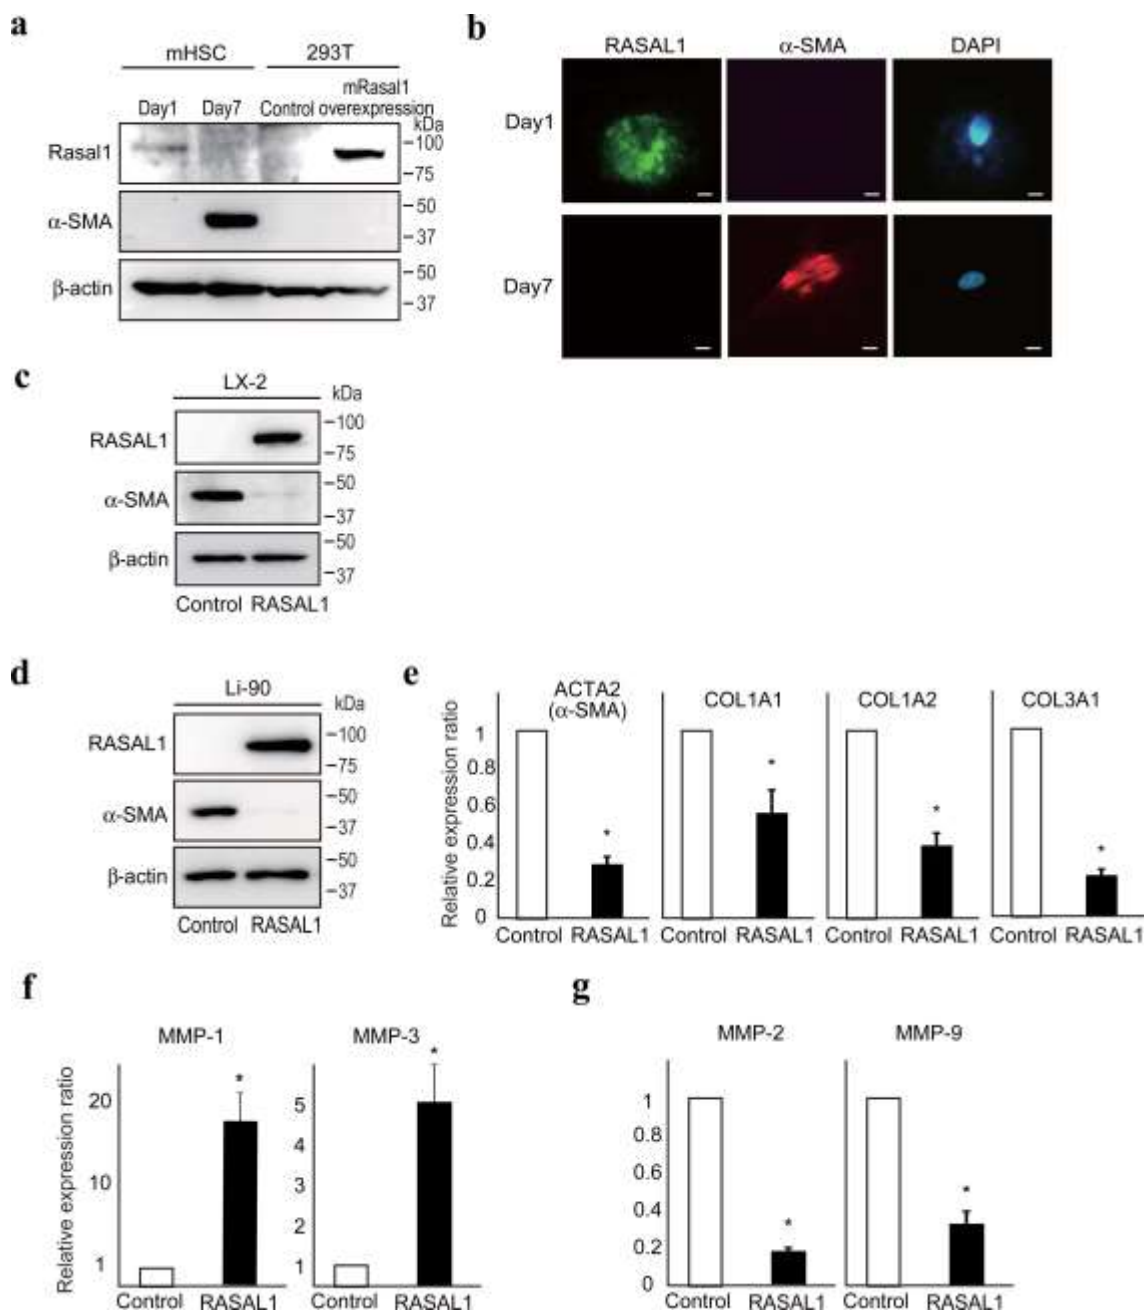 a
mHSC 293T
Day1 Day7 Control mRasal1 overexpression
kDa
Rasal1
100
75
α-SMA
50
37
β-actin
50
37
b
RASAL1 α-SMA DAPI
Day1
Day7
c
LX-2
kDa
RASAL1
100
75
α-SMA
50
37
β-actin
50
37
Control RASAL1
d
Li-90
kDa
RASAL1
100
75
α-SMA
50
37
β-actin
50
37
Control RASAL1
e
Relative expression ratio
ACTA2
(α-SMA)
COL1A1
COL1A2
COL3A1
1
0.8
0.6
0.4
0.2
0
* * * *
Control RASAL1 Control RASAL1 Control RASAL1 Control RASAL1
f
Relative expression ratio
MMP-1
20
10
1
*
Control RASAL1
MMP-3
5
4
3
2
1
*
Control RASAL1
g
MMP-2 MMP-9
1
0.8
0.6
0.4
0.2
0
* *
Control RASAL1 Control RASAL1